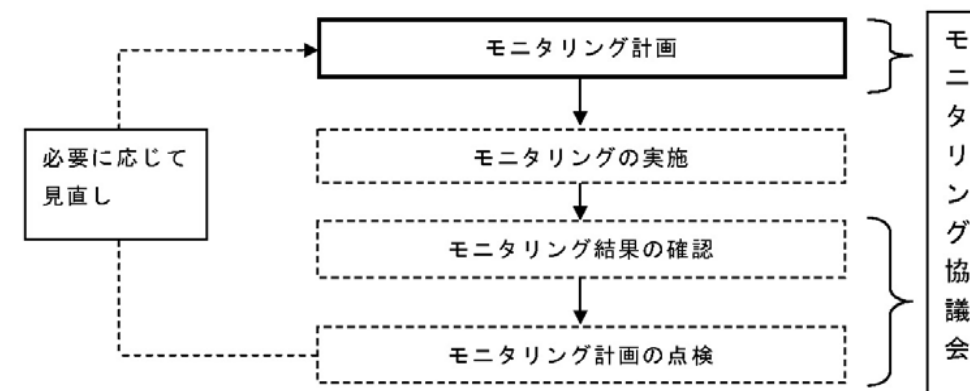 モニタリング計画
モニタリングの実施
モニタリング結果の確認
モニタリング計画の点検
必要に応じて
見直し
モニタリング協議会